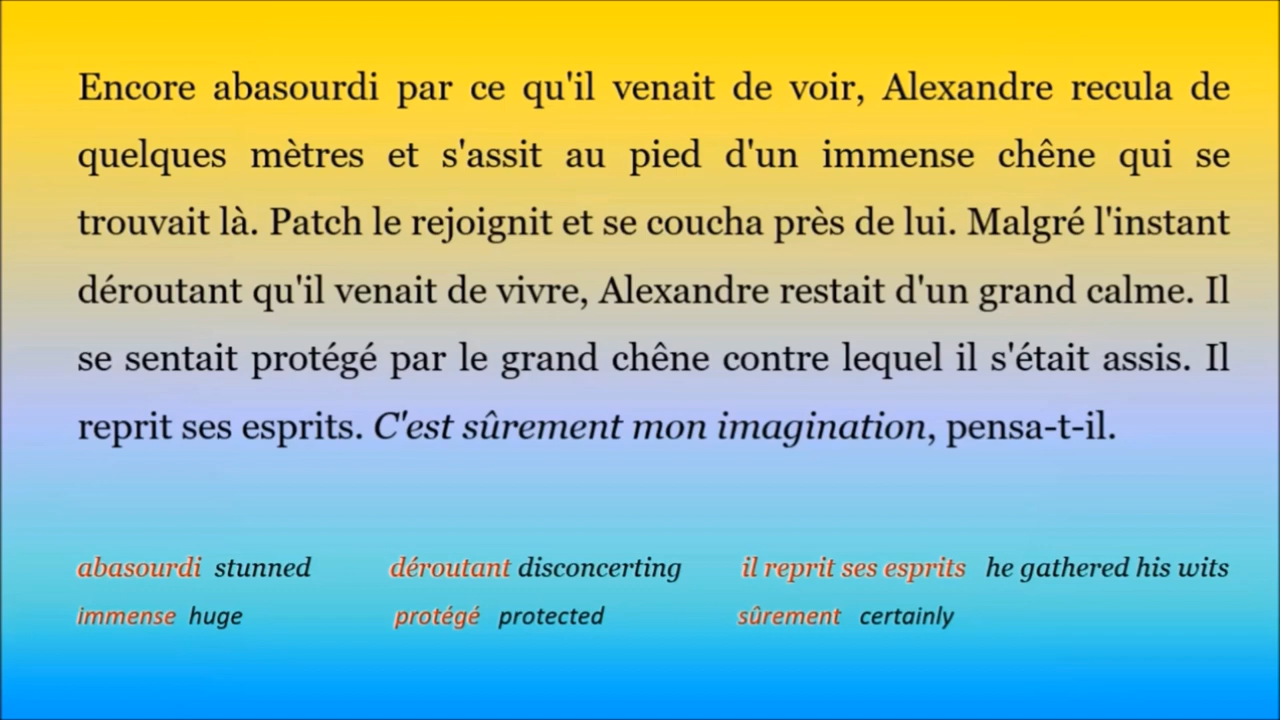 Encore abasourdi par ce qu'il venait de voir, Alexandre recula de
quelques mètres et s'assit au pied d'un immense chêne qui se
trouvait là. Patch le rejoignit et se coucha près de lui. Malgré l'instant
déroutant qu'il venait de vivre, Alexandre restait d'un grand calme. Il
se sentait protégé par le grand chêne contre lequel il s'était assis. Il
reprit ses esprits. C'est sûrement mon imagination, pensa-t-il.
abasourdi stunned déroutant disconcerting il reprit ses esprits he gathered his wits
immense huge protégé protected sûrement certainly